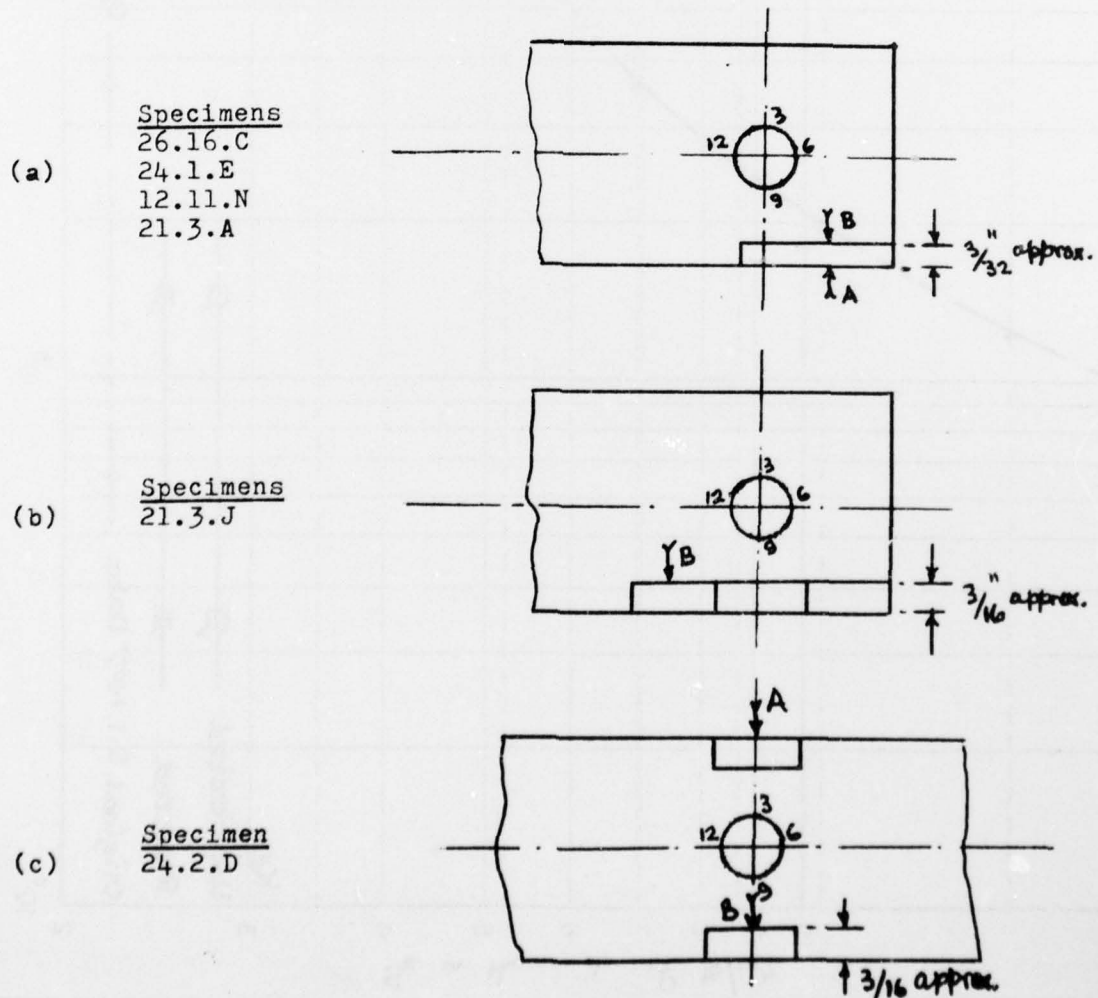 (a)
Specimens
26.16.C
24.1.E
12.11.N
21.3.A
3
12 6
9
B
3/32" approx.
A
(b)
Specimens
21.3.J
3
12 6
9
B
3/16" approx.
A
(c)
Specimen
24.2.D
3
12 6
9
B
3/16 approx.